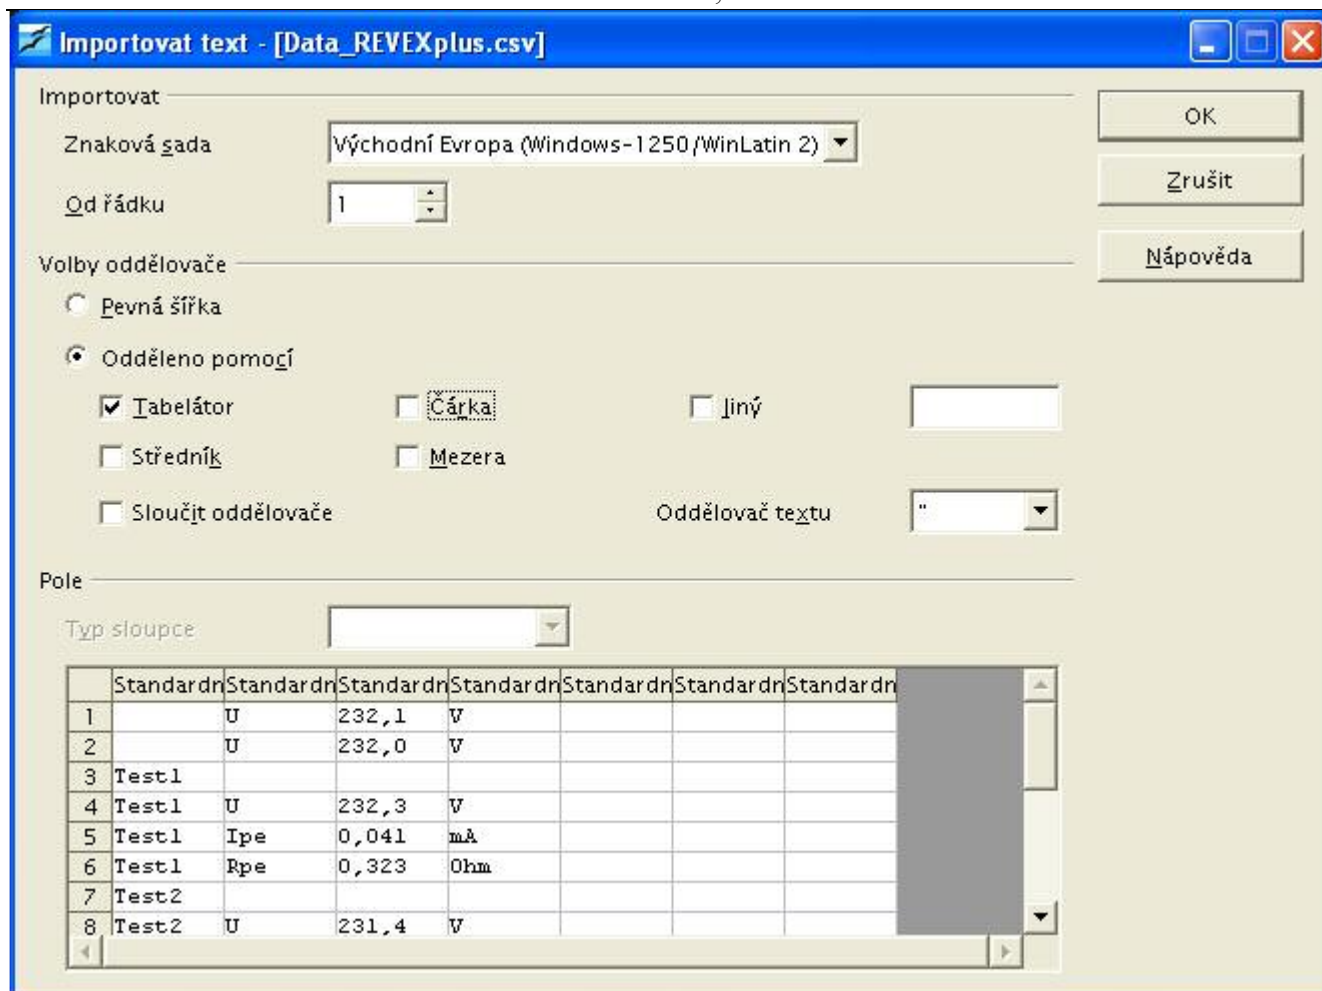 Importovat text - [Data_REVEXplus.csv]
Importovat
OK
Znaková sada Východní Evropa (Windows-1250/WinLatin 2)
Zrušit
Od řádku 1
Nápověda
Volby oddělovače
Pevná šířka
Odděleno pomocí
Tabelátor Čárka Jiný
Středník Mezera
Sloučit oddělovače Oddělovač textu "
Pole
Typ sloupce
Standardn Standardn Standardn Standardn Standardn Standardn Standardn
1 U 232,1 V
2 U 232,0 V
3 Test1
4 Test1 U 232,3 V
5 Test1 Ipe 0,041 mA
6 Test1 Rpe 0,323 Ohm
7 Test2
8 Test2 U 231,4 V